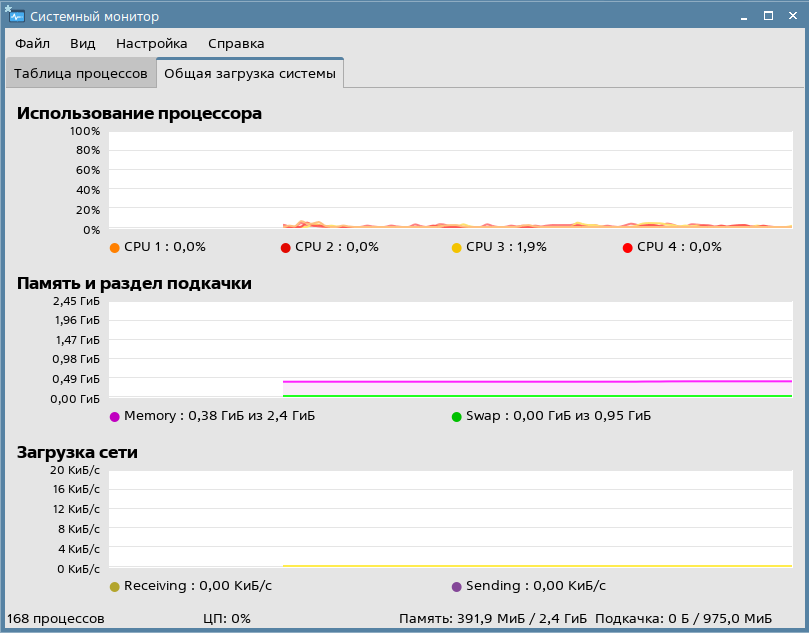 Системный монитор
Файл Вид Настройка Справка
Таблица процессов Общая загрузка системы
Использование процессора
100%
80%
60%
40%
20%
0%
CPU 1 : 0,0% CPU 2 : 0,0% CPU 3 : 1,9% CPU 4 : 0,0%
Память и раздел подкачки
2,45 ГиБ
1,96 ГиБ
1,47 ГиБ
0,98 ГиБ
0,49 ГиБ
0,00 ГиБ
Memory : 0,38 ГиБ из 2,4 ГиБ Swap : 0,00 ГиБ из 0,95 ГиБ
Загрузка сети
20 КиБ/с
16 КиБ/с
12 КиБ/с
8 КиБ/с
4 КиБ/с
0 КиБ/с
Receiving : 0,00 КиБ/с Sending : 0,00 КиБ/с
168 процессов ЦП: 0% Память: 391,9 МиБ / 2,4 ГиБ Подкачка: 0 Б / 975,0 МиБ